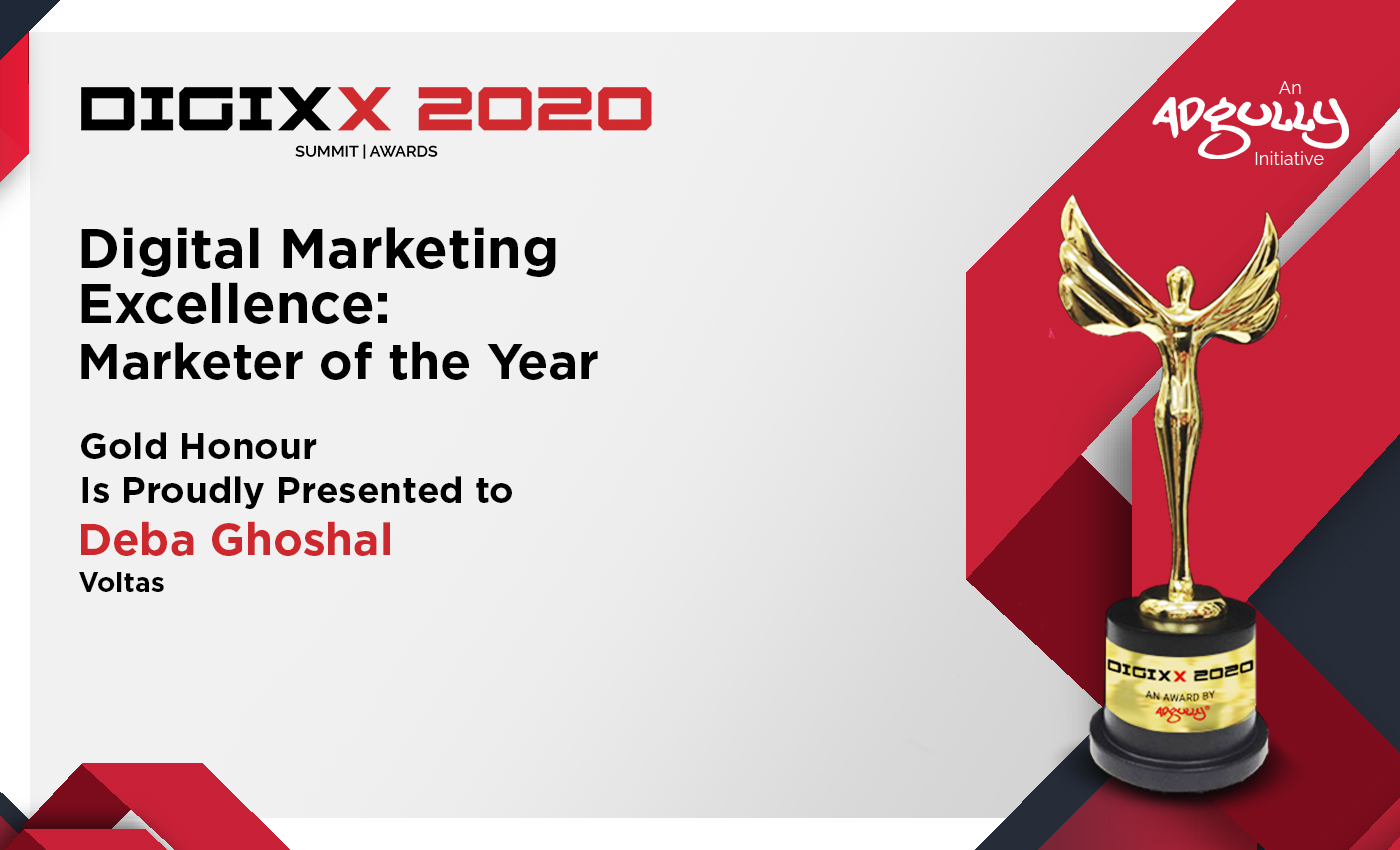 DIGIXX 2020
SUMMIT | AWARDS
An
ADgully
Initiative
Digital Marketing
Excellence:
Marketer of the Year
Gold Honour
Is Proudly Presented to
Deba Ghoshal
Voltas
DIGIXX 2020
AN AWARD BY
ADgully